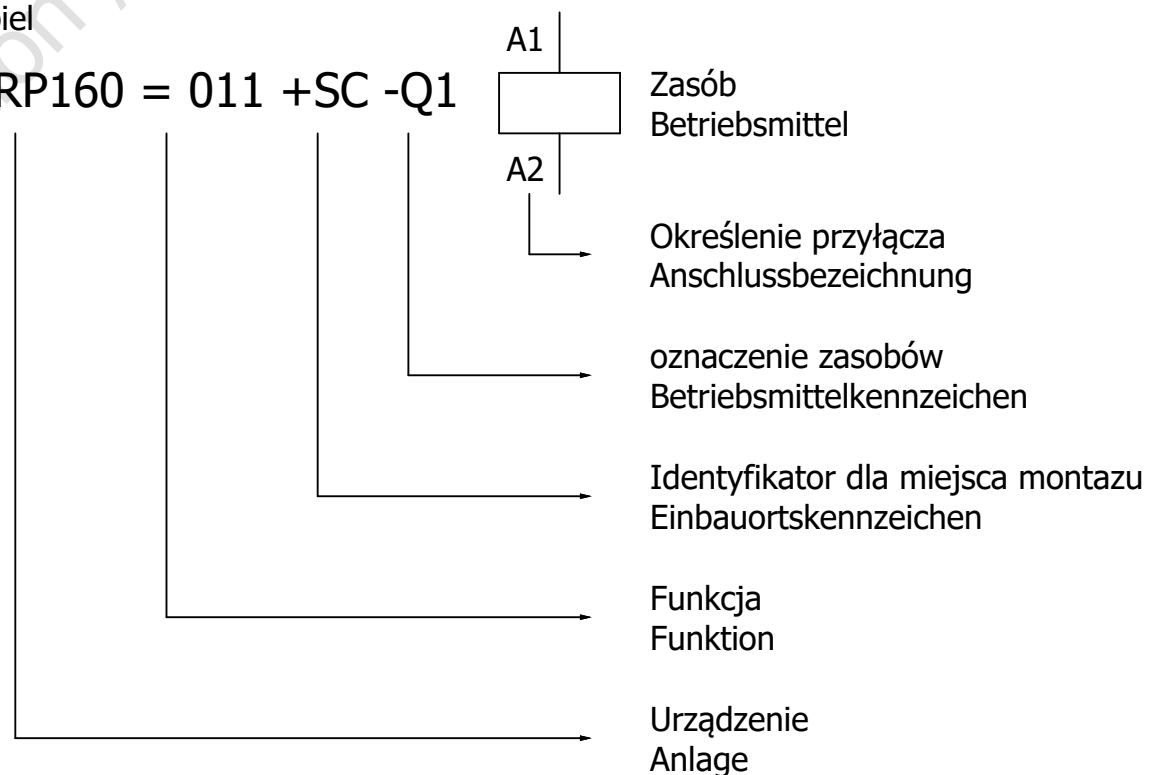 A1
RP160 = 011 +SC -Q1
Zasób
Betriebsmittel
A2
Określenie przyłącza
Anschlussbezeichnung
oznaczenie zasobów
Betriebsmittelkennzeichen
Identyfikator dla miejsca montazu
Einbauortskennzeichen
Funkcja
Funktion
Urządzenie
Anlage